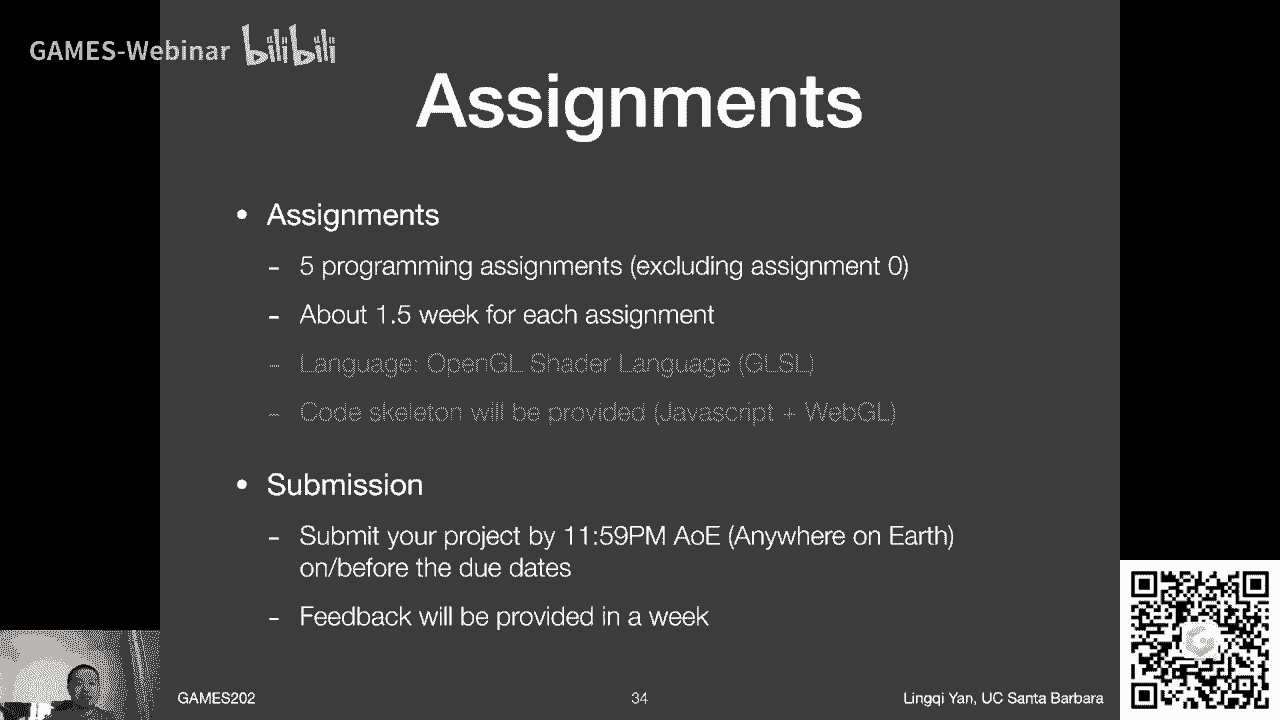 GAMES-Webinar bilibili
Assignments
• Assignments
- 5 programming assignments (excluding assignment 0)
- About 1.5 week for each assignment
- Language: OpenGL Shader Language (GLSL)
- Code skeleton will be provided (Javascript + WebGL)
• Submission
- Submit your project by 11:59PM AoE (Anywhere on Earth)
on/before the due dates
- Feedback will be provided in a week
GAMES202
34
Lingqi Yan, UC Santa Barbara